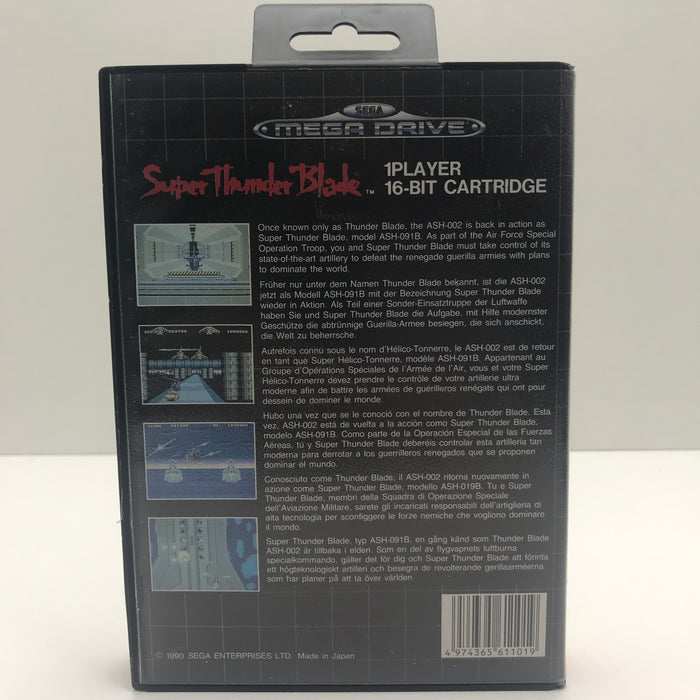 SEGA
MEGA DRIVE
Super Thunder Blade ™
1PLAYER
16-BIT CARTRIDGE
Once known only as Thunder Blade, the ASH-002 is back in action as
Super Thunder Blade, model ASH-091B. As part of the Air Force Special
Operation Troop, you and Super Thunder Blade must take control of its
state-of-the-art artillery to defeat the renegade guerilla armies with plans
to dominate the world.
Früher nur unter dem Namen Thunder Blade bekannt, ist die ASH-002
jetzt als Modell ASH-091B mit der Bezeichnung Super Thunder Blade
wieder in Aktion. Als Teil einer Sonder-Einsatztruppe der Luftwaffe
haben Sie und Super Thunder Blade die Aufgabe, mit Hilfe modernster
Geschütze die abtrünnige Guerilla-Armee besiegen, die sich anschickt,
die Welt zu beherrsche.
Autrefois connu sous le nom d'Hélico-Tonnerre, le ASH-002 est de retour
en tant que Super Hélico-Tonnerre, modèle ASH-091B. Appartenant au
Groupe d'Opérations Spéciales de l'Armée de l'Air, vous et votre Super
Hélico-Tonnerre devez prendre le contrôle de votre artillerie ultra
moderne afin de battre les armées de guérilleros renégats qui ont pour
dessein de dominer le monde.
Hubo una vez que se le conoció con el nombre de Thunder Blade. Esta
vez, ASH-002 está de vuelta a la acción como Super Thunder Blade,
modelo ASH-091B. Como parte de la Operación Especial de las Fuerzas
Aéreas, tú y Super Thunder Blade deberéis controlar esta artillería tan
moderna para derrotar a los guerrilleros renegados que se proponen
dominar el mundo.
Conosciuto come Thunder Blade, il ASH-002 ritorna nuovamente in
azione come Super Thunder Blade, modello ASH-019B. Tu e Super
Thunder Blade, membri della Squadra di Operazione Speciale
dell'Aviazione Militare, sarete gli incaricati responsabili dell'artiglieria di
alta tecnologia per sconfiggere le forze nemiche che vogliono dominare
il mondo.
Super Thunder Blade, typ ASH-091B, en gång känd som Thunder Blade
ASH-002 är tillbaka i elden. Som en del av flygvapnets luftburna
specialkommando, gäller det för dig och Super Thunder Blade att förinta
ett högteknologiskt artilleri och besegra de revolterande gerillaarméerna
som har planer på att ta över världen.
© 1990 SEGA ENTERPRISES LTD. Made in Japan
4 974365 611019